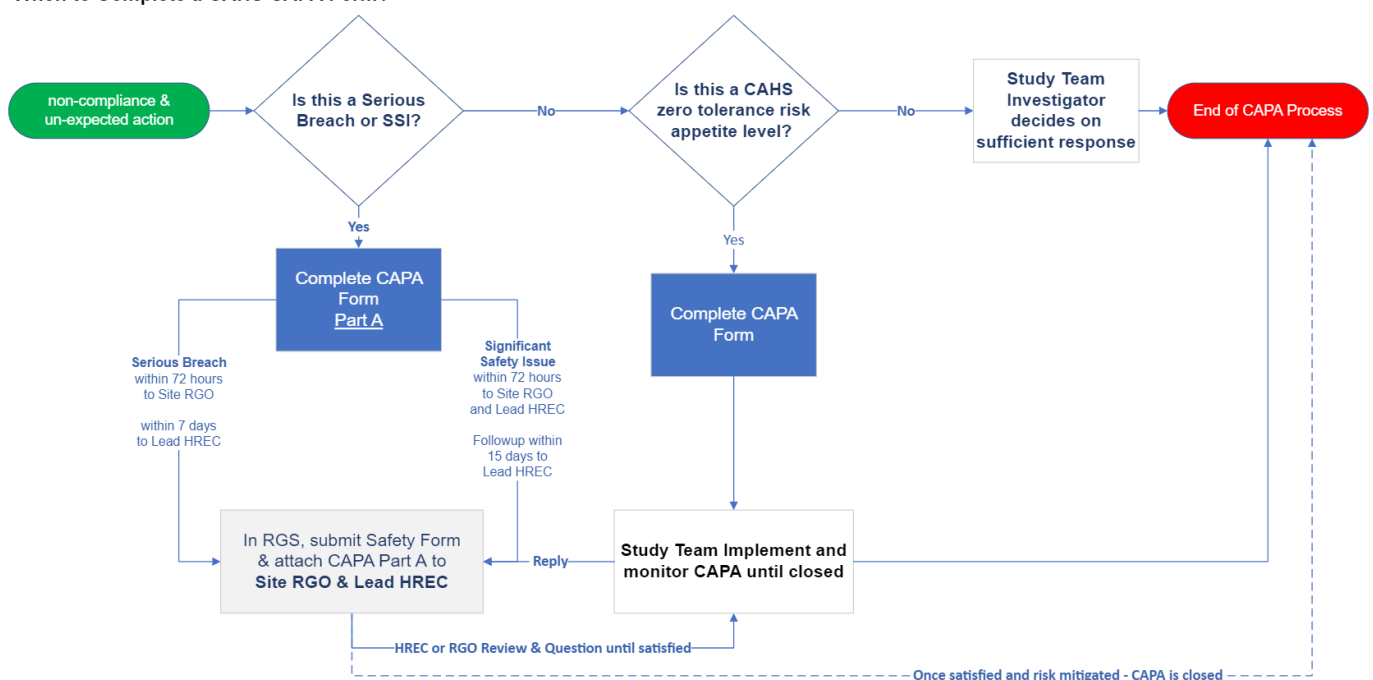 non-compliance &
un-expected action
Is this a Serious
Breach or SSI?
No
Is this a CAHS
zero tolerance risk
appetite level?
No
Study Team
Investigator
decides on
sufficient response
End of CAPA Process
Yes
Complete CAPA
Form
Part A
Yes
Complete CAPA
Form
Serious Breach
within 72 hours
to Site RGO
within 7 days
to Lead HREC
Significant
Safety Issue
within 72 hours
to Site RGO
and Lead HREC
Followup within
15 days to
Lead HREC
In RGS, submit Safety Form
& attach CAPA Part A to
Site RGO & Lead HREC
Reply
Study Team Implement and
monitor CAPA until closed
HREC or RGO Review & Question until satisfied
Once satisfied and risk mitigated - CAPA is closed